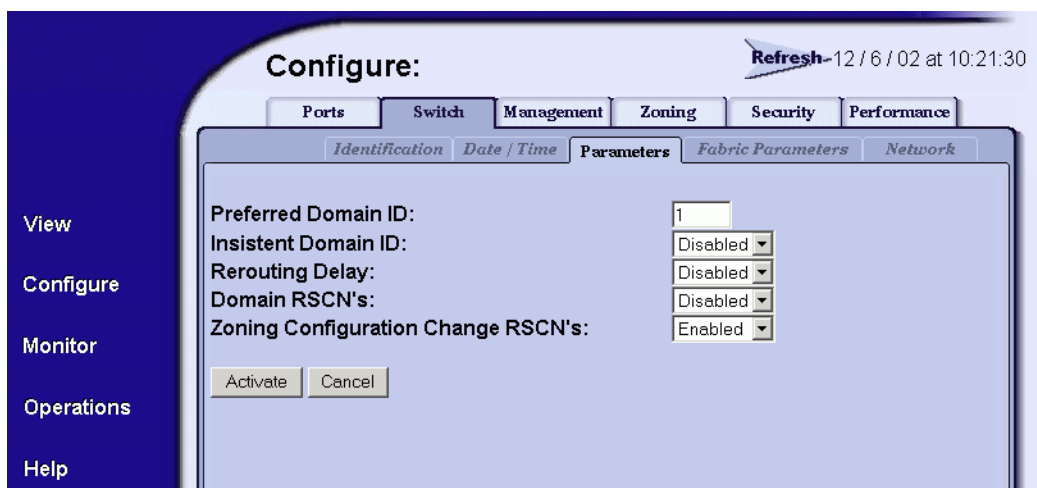 Configure:
Refresh-12 / 6 / 02 at 10:21:30
Ports Switch Management Zoning Security Performance
Identification Date / Time Parameters Fabric Parameters Network
View
Configure
Monitor
Operations
Help
Preferred Domain ID: 1
Insistent Domain ID: Disabled
Rerouting Delay: Disabled
Domain RSCN's: Disabled
Zoning Configuration Change RSCN's: Enabled
Activate Cancel